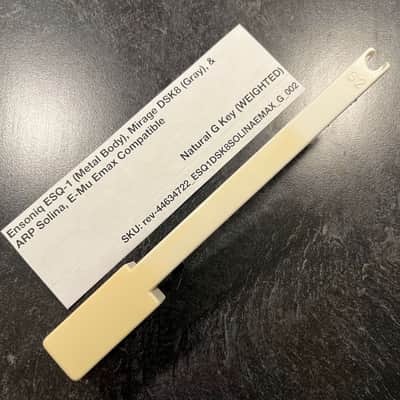 Ensoniq ESQ-1 (Metal Body), Mirage DSK8 (Gray), &
ARP Solina, E-Mu Emax Compatible
Natural G Key (WEIGHTED)
SKU: rev-44634722_ESQ1DSK8SOLINAEMAX_G_002